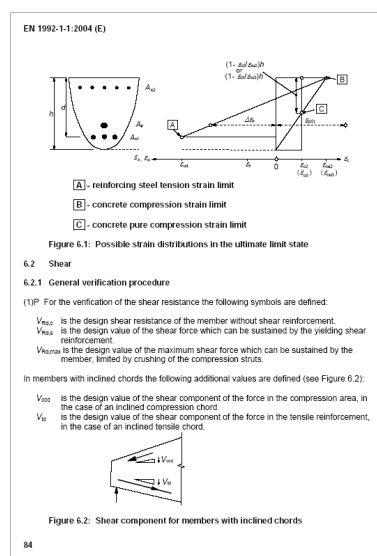 EN 1992-1-1:2004 (E)
(1- εc2/εcu2)h
or
(1- εc3/εcu3)h
B
C
A
As2
Ap
As1
h
d
Δεp
εp(0)
εs, εp
εud
εy
0
εc2
εcu2
εc
(εc3)
(εcu3)
A - reinforcing steel tension strain limit
B - concrete compression strain limit
C - concrete pure compression strain limit
Figure 6.1: Possible strain distributions in the ultimate limit state
6.2 Shear
6.2.1 General verification procedure
(1)P For the verification of the shear resistance the following symbols are defined:
VRd,c is the design shear resistance of the member without shear reinforcement.
VRd,s is the design value of the shear force which can be sustained by the yielding shear
reinforcement.
VRd,max is the design value of the maximum shear force which can be sustained by the
member, limited by crushing of the compression struts.
In members with inclined chords the following additional values are defined (see Figure 6.2):
Vccd is the design value of the shear component of the force in the compression area, in
the case of an inclined compression chord.
Vtd is the design value of the shear component of the force in the tensile reinforcement,
in the case of an inclined tensile chord.
Vccd
Vtd
Figure 6.2: Shear component for members with inclined chords
84